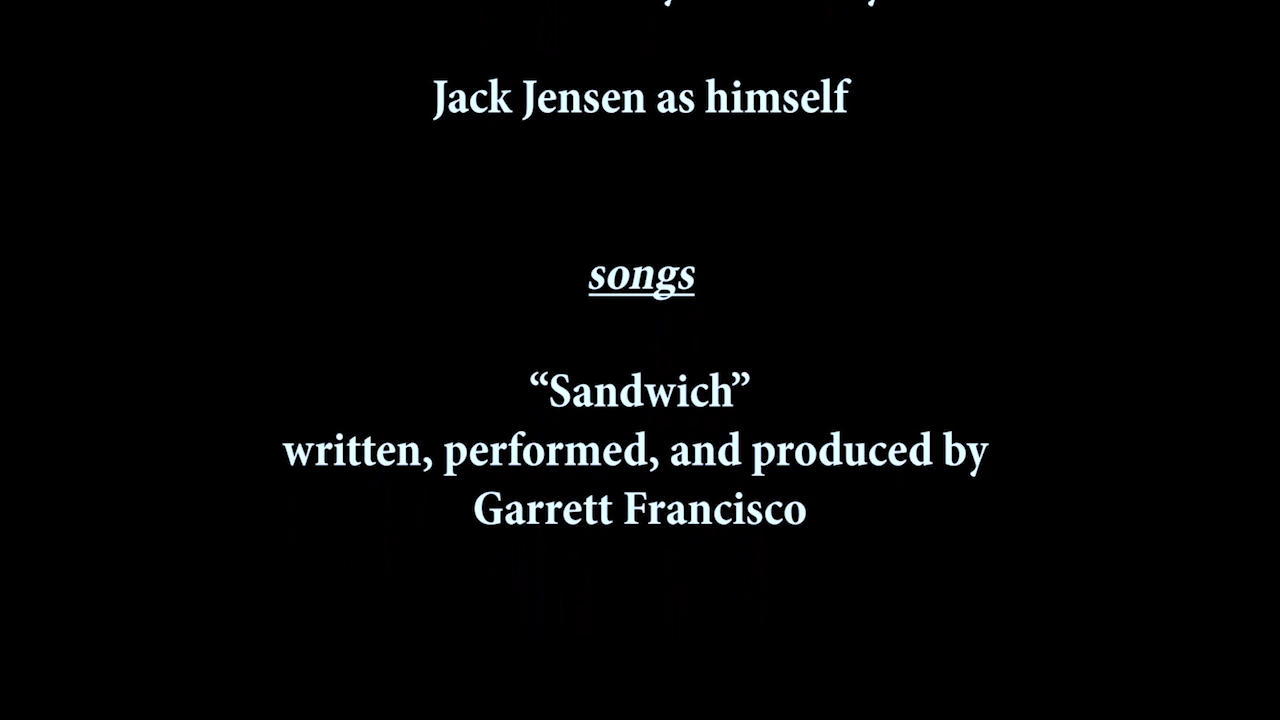 Jack Jensen as himself
songs
“Sandwich”
written, performed, and produced by
Garrett Francisco